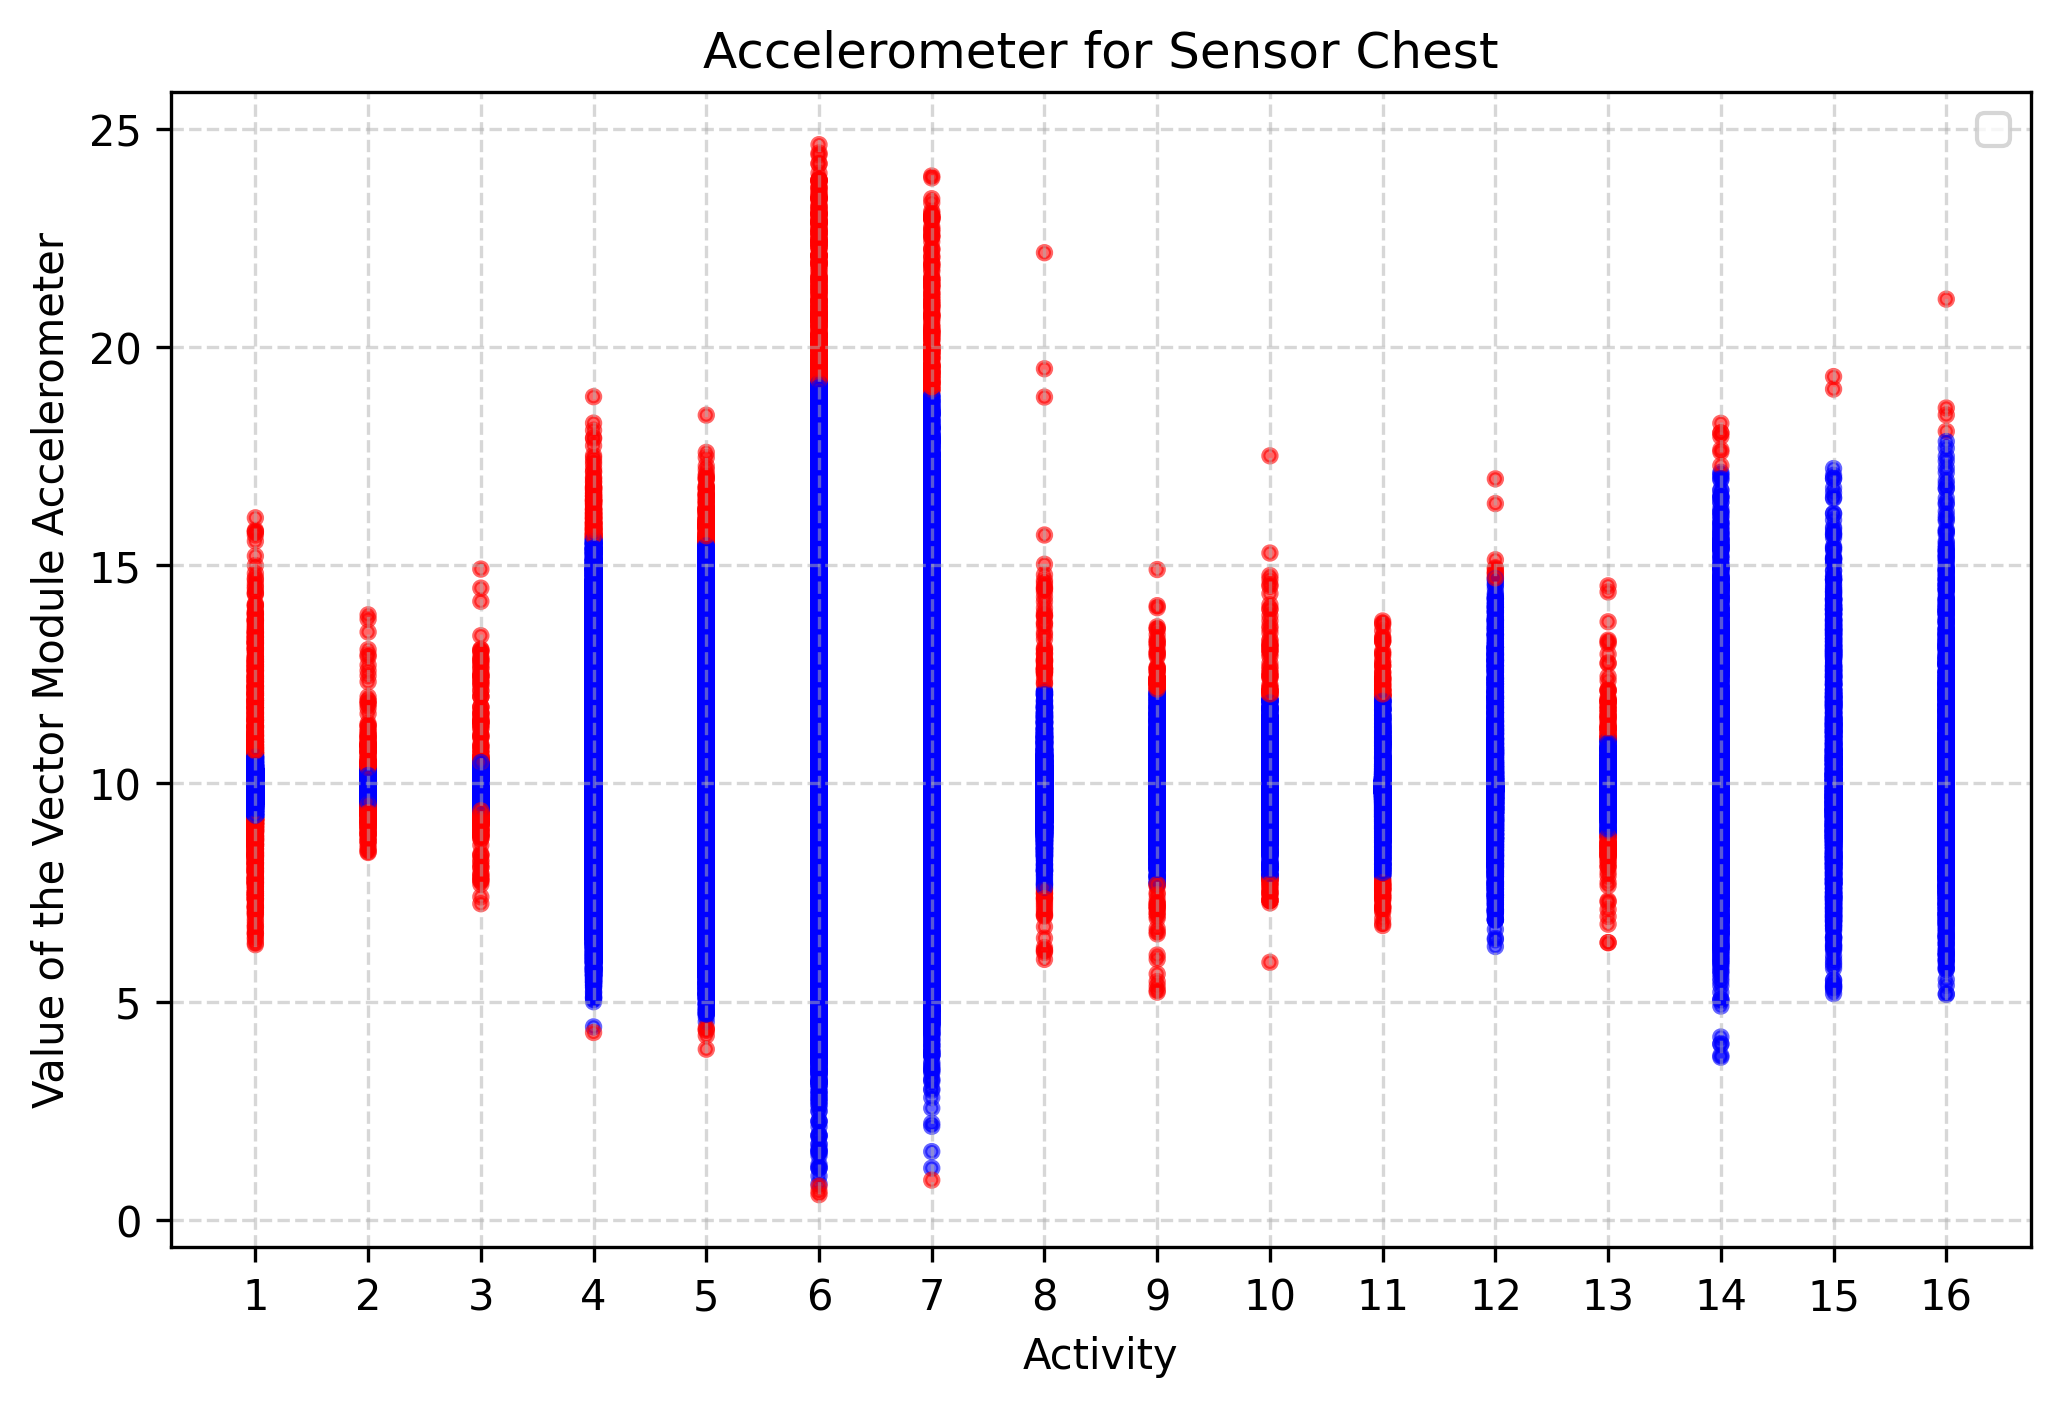 Accelerometer for Sensor Chest
Value of the Vector Module Accelerometer
25
20
15
10
5
0
1 2 3 4 5 6 7 8 9 10 11 12 13 14 15 16
Activity